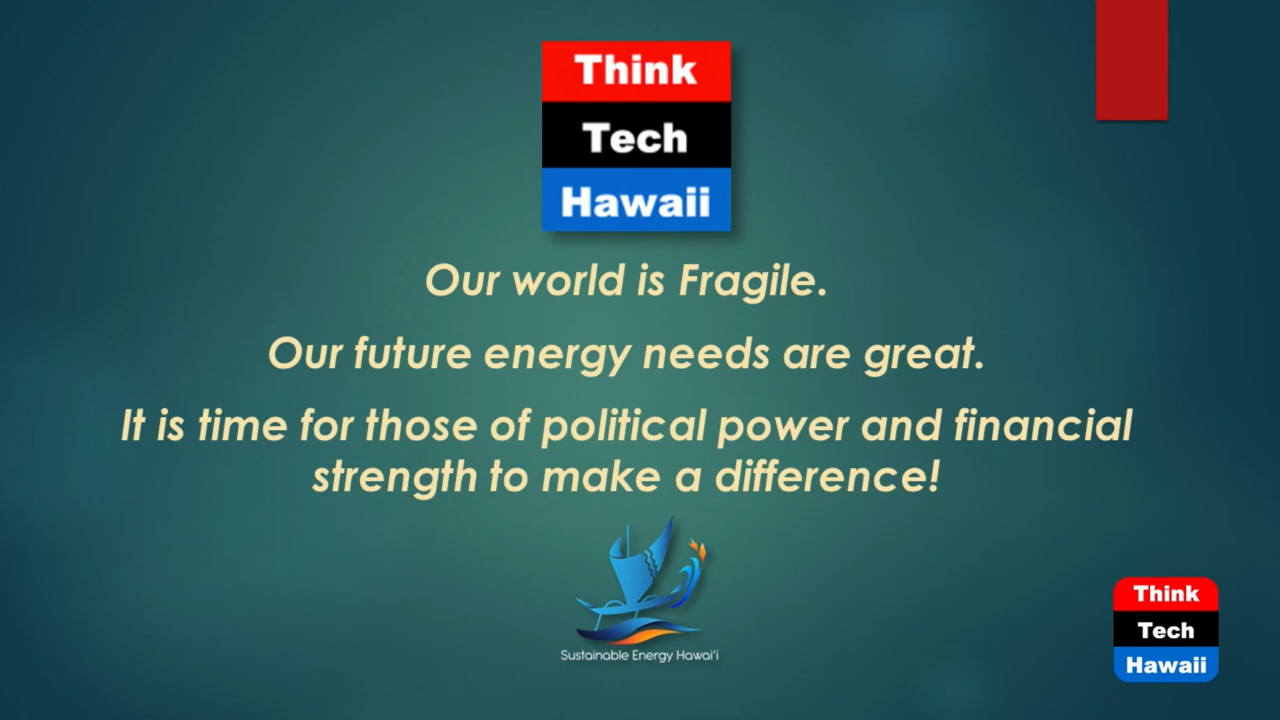 Think
Tech
Hawaii
Our world is Fragile.
Our future energy needs are great.
It is time for those of political power and financial
strength to make a difference!
Sustainable Energy Hawai'i
Think
Tech
Hawaii